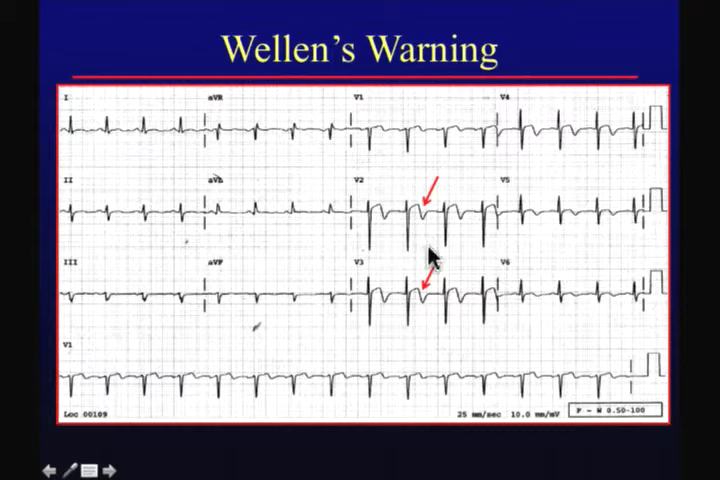 Wellen's Warning
I aVR V1 V4
II aVL V2 V5
III aVF V3 V6
V1
Loc 00109 25 mm/sec 10.0 mm/mV F ~ W 0.50-100